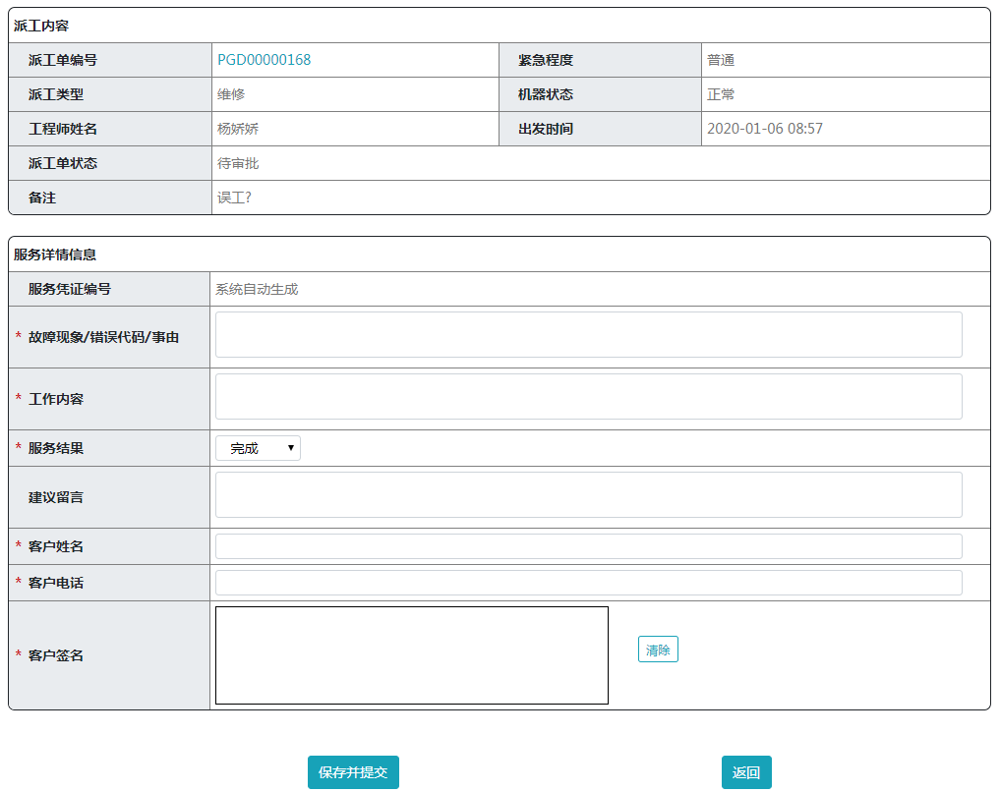 派工内容
派工单编号 PGD00000168 紧急程度 普通
派工类型 维修 机器状态 正常
工程师姓名 杨娇娇 出发时间 2020-01-06 08:57
派工单状态 待审批
备注 误工?
服务详情信息
服务凭证编号 系统自动生成
* 故障现象/错误代码/事由
* 工作内容
* 服务结果 完成
建议留言
* 客户姓名
* 客户电话
* 客户签名 清除
保存并提交 返回